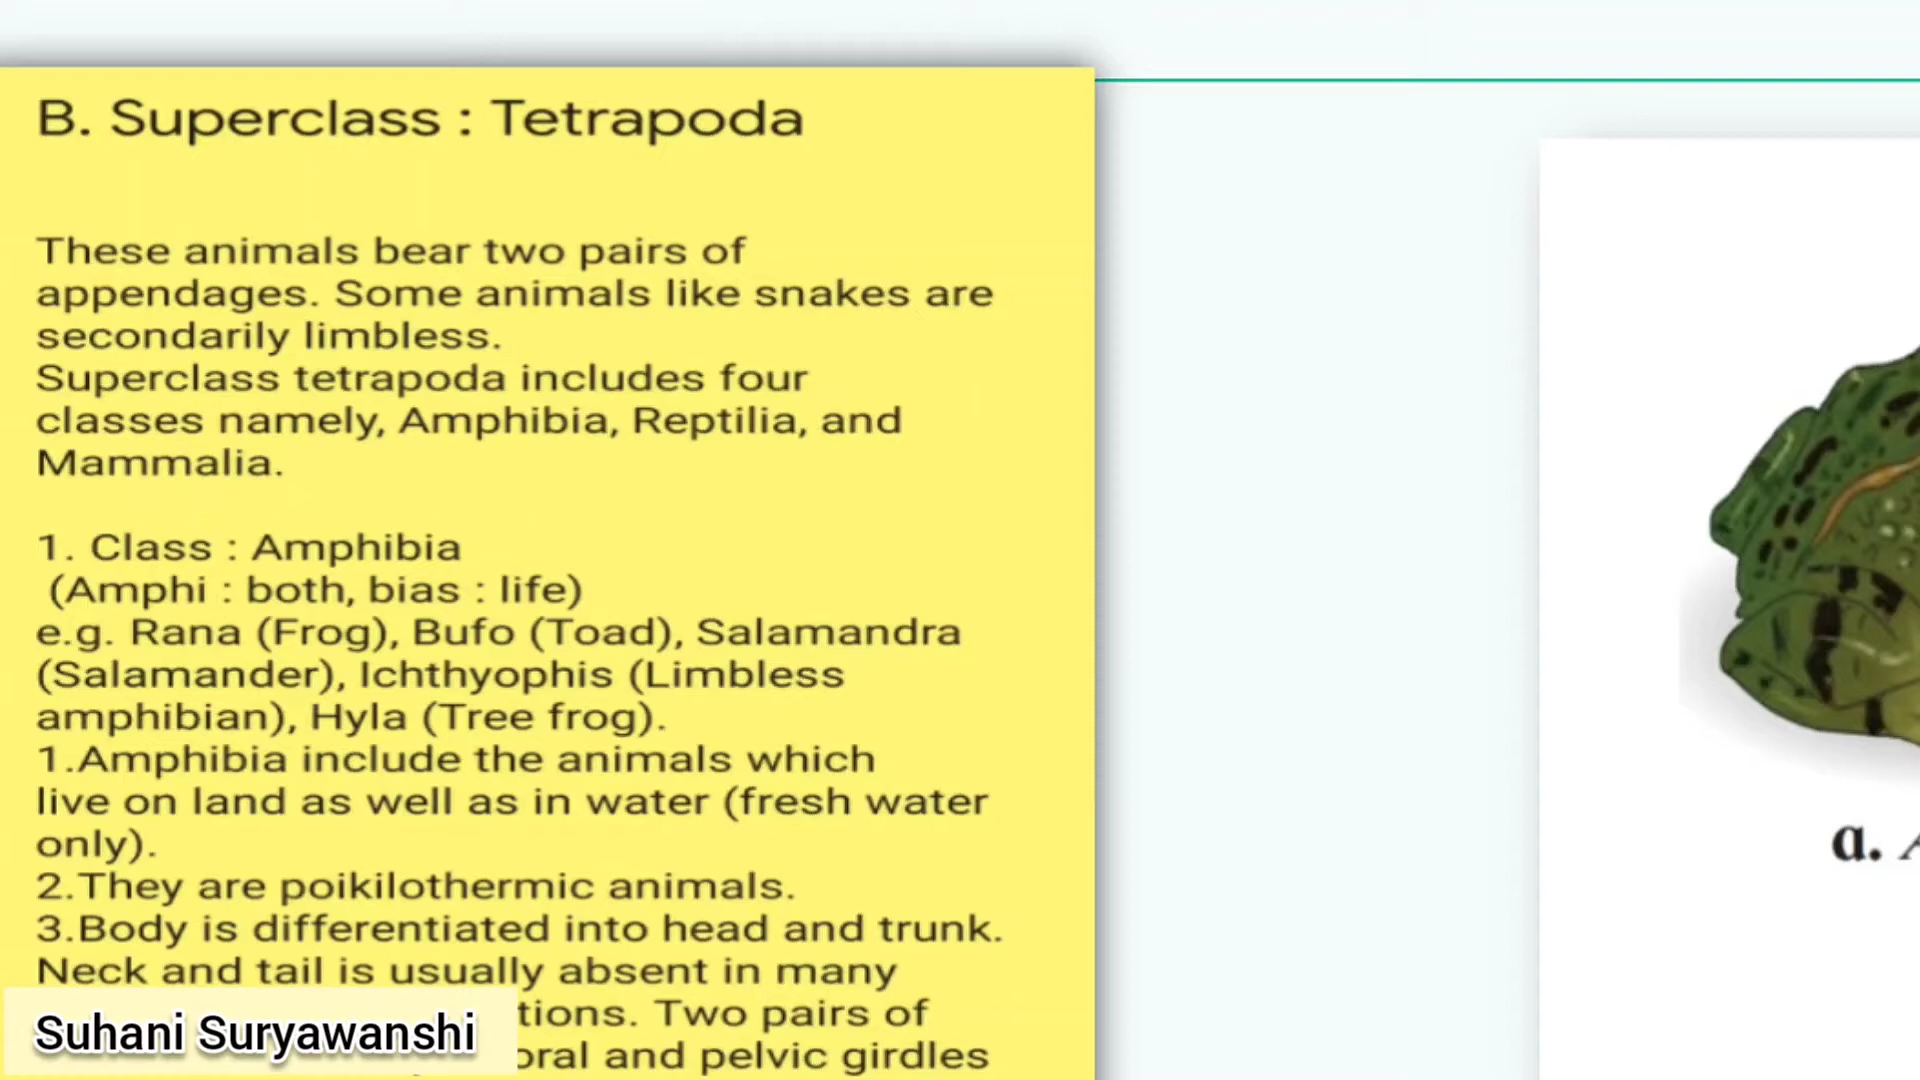 B. Superclass : Tetrapoda
These animals bear two pairs of
appendages. Some animals like snakes are
secondarily limbless.
Superclass tetrapoda includes four
classes namely, Amphibia, Reptilia, and
Mammalia.
1. Class : Amphibia
(Amphi : both, bias : life)
e.g. Rana (Frog), Bufo (Toad), Salamandra
(Salamander), Ichthyophis (Limbless
amphibian), Hyla (Tree frog).
1.Amphibia include the animals which
live on land as well as in water (fresh water
only).
2.They are poikilothermic animals.
3.Body is differentiated into head and trunk.
Neck and tail is usually absent in many
tions. Two pairs of
oral and pelvic girdles
Suhani Suryawanshi
a.